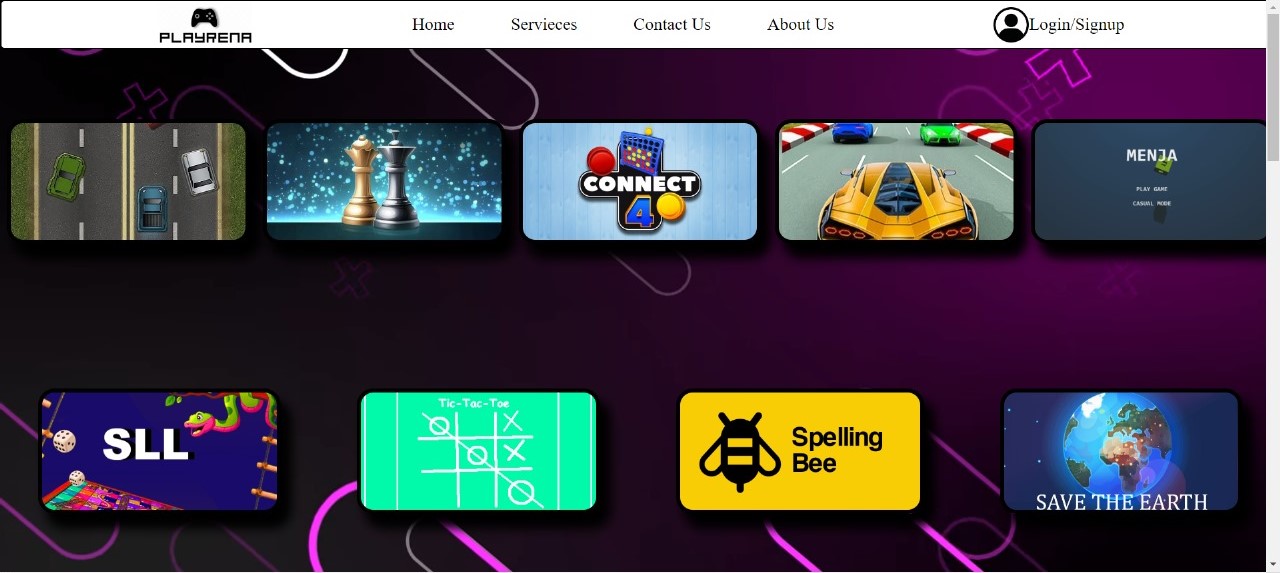 PLAYRENA
Home
Servieces
Contact Us
About Us
Login/Signup
CONNECT
4
MENJA
PLAY GAME
CASUAL MODE
SLL
Tic-Tac-Toe
Spelling
Bee
SAVE THE EARTH